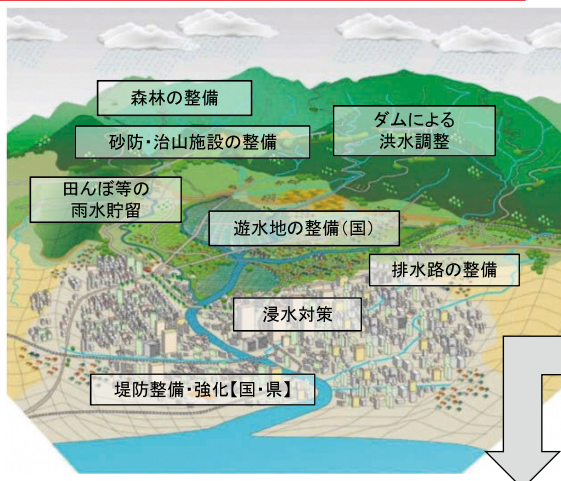 森林の整備
砂防・治山施設の整備
ダムによる
洪水調整
田んぼ等の
雨水貯留
遊水地の整備(国)
排水路の整備
浸水対策
堤防整備・強化【国・県】